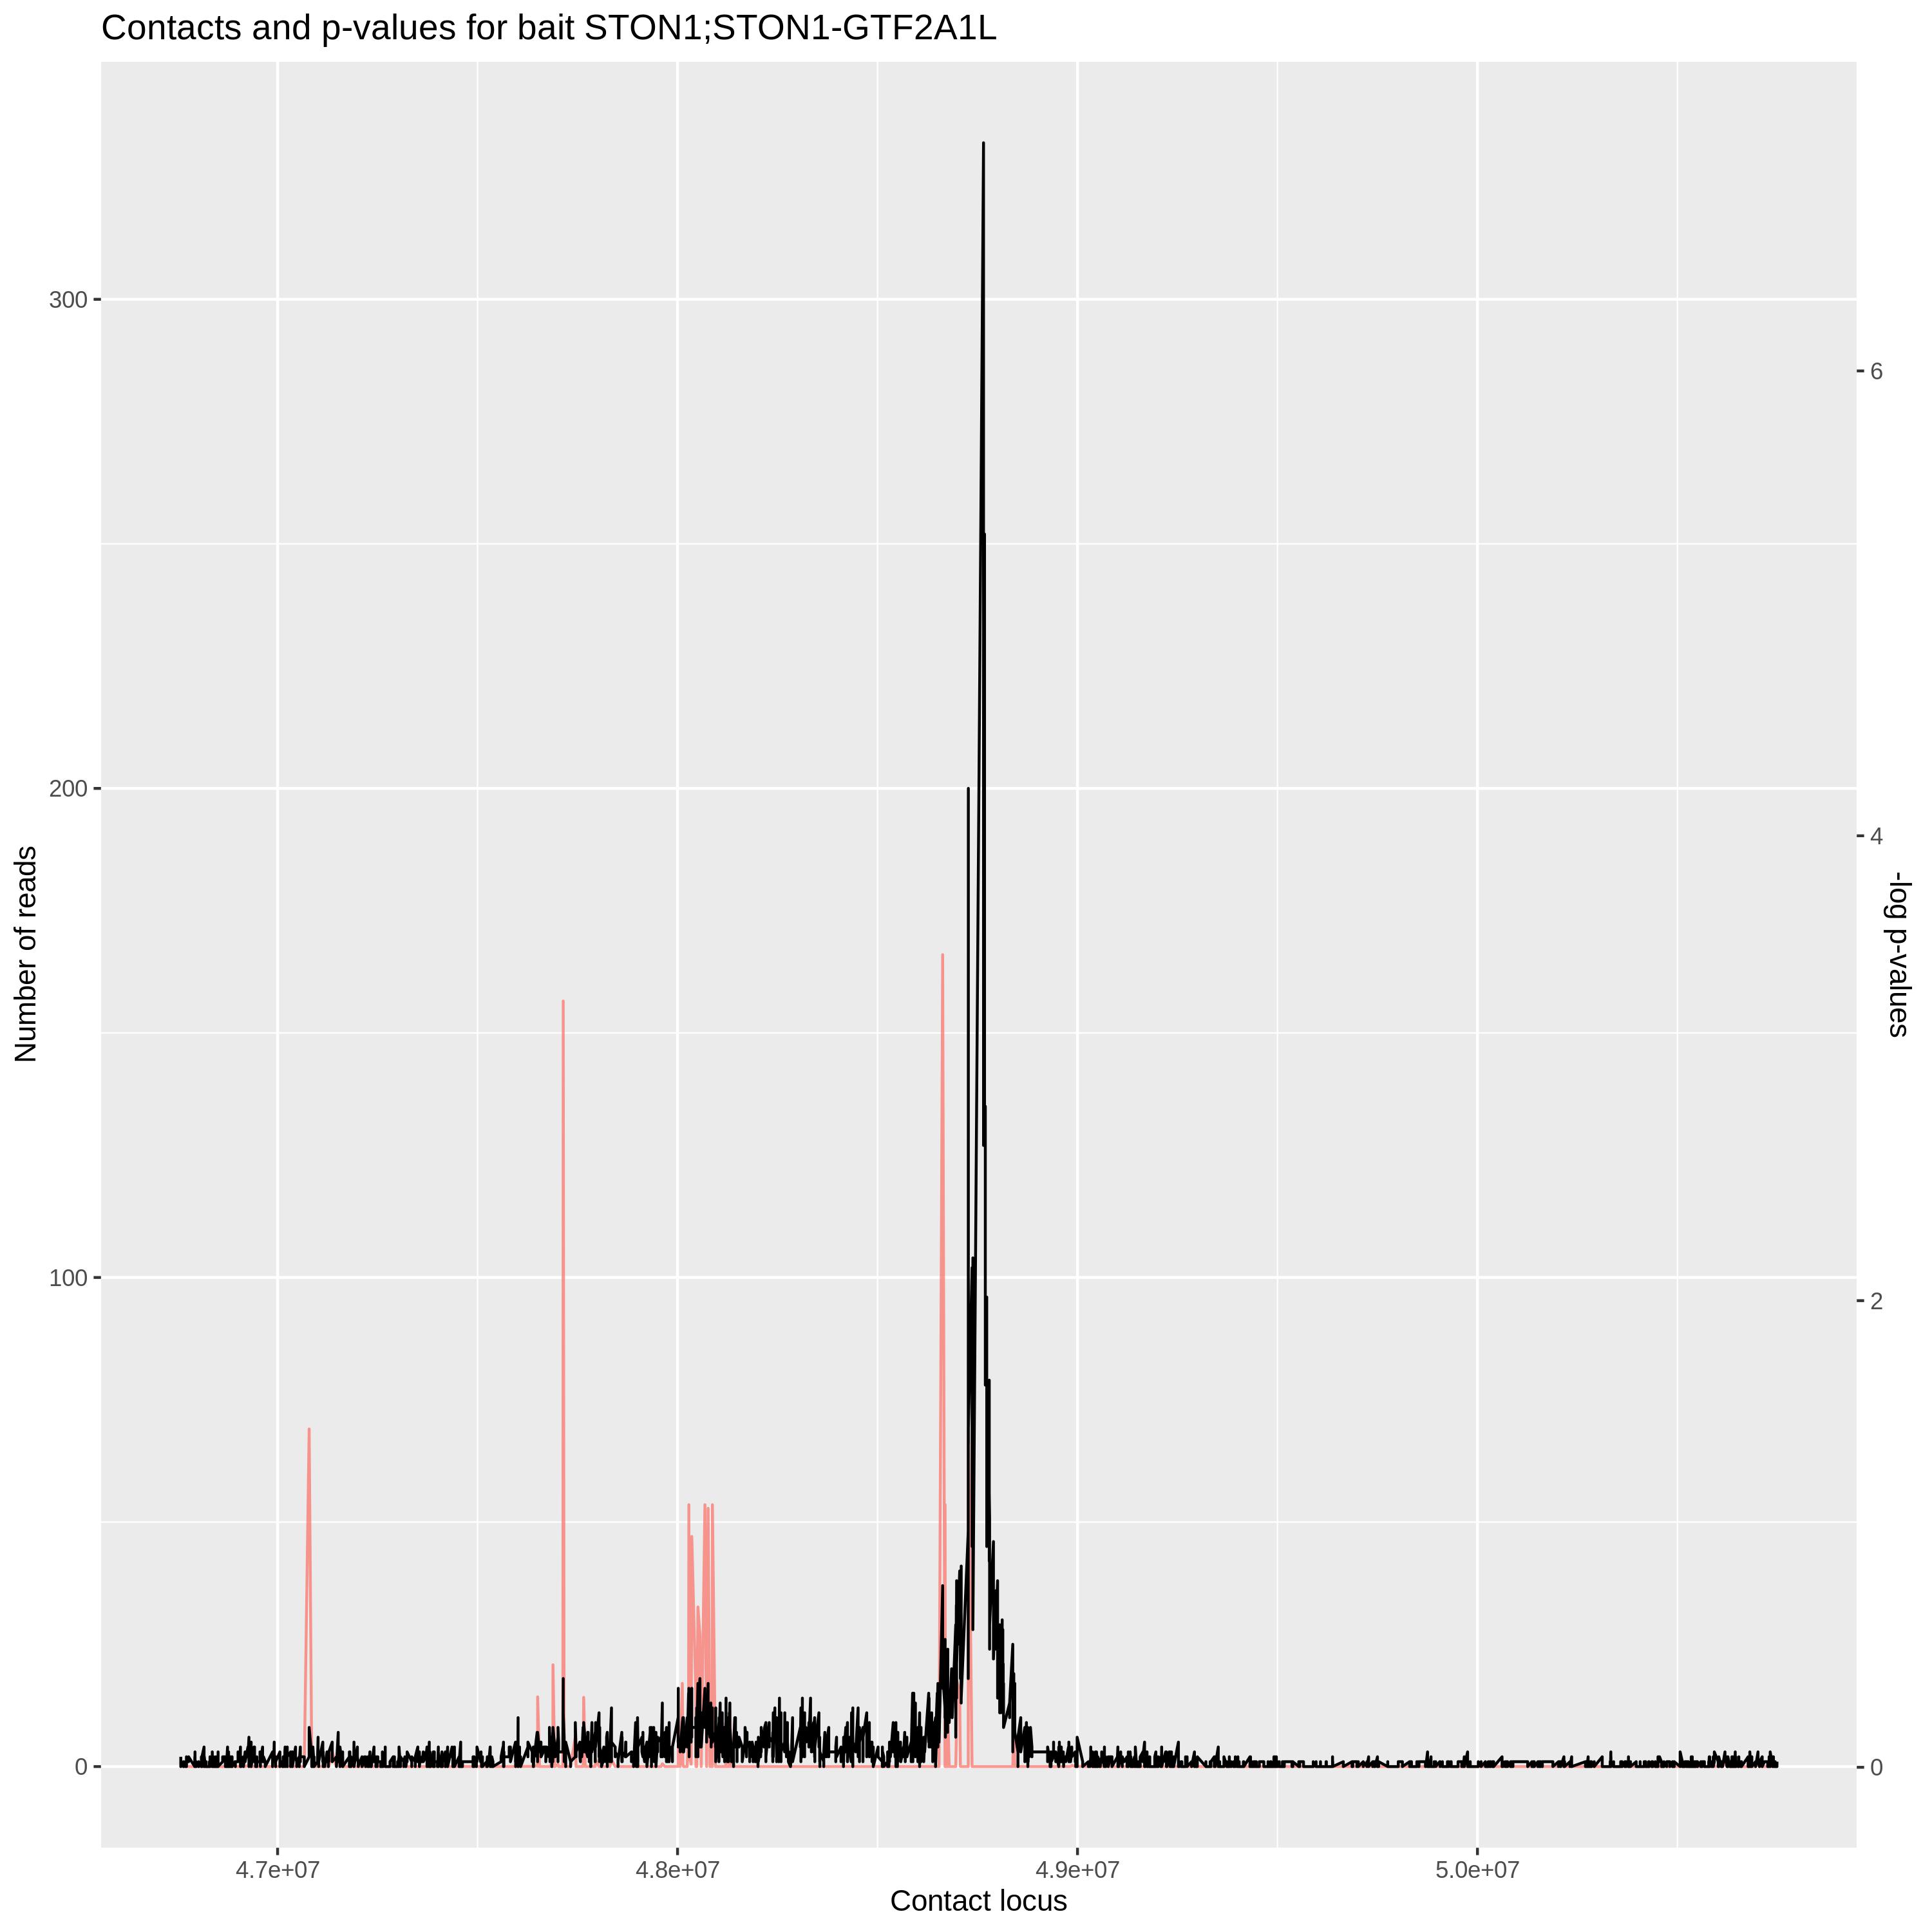 Contacts and p-values for bait STON1;STON1-GTF2A1L
300
200
100
0
Number of reads
6
4
2
0
-log p-values
4.7e+07 4.8e+07 4.9e+07 5.0e+07
Contact locus